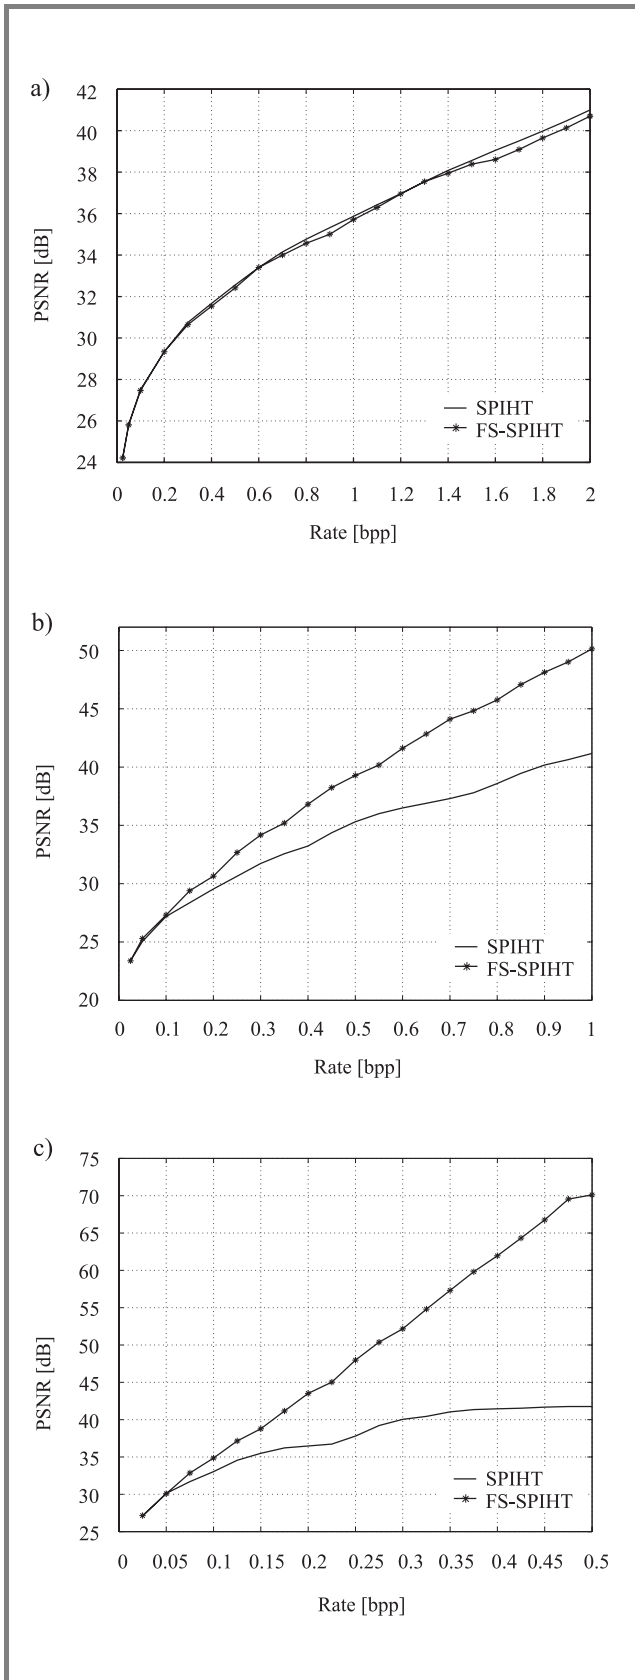 a)
42
40
38
36
34
32
30
28
26
24
PSNR [dB]
SPIHT
FS-SPIHT
0 0.2 0.4 0.6 0.8 1 1.2 1.4 1.6 1.8 2
Rate [bpp]
b)
50
45
40
35
30
25
20
PSNR [dB]
SPIHT
FS-SPIHT
0 0.1 0.2 0.3 0.4 0.5 0.6 0.7 0.8 0.9 1
Rate [bpp]
c)
75
70
65
60
55
50
45
40
35
30
25
PSNR [dB]
SPIHT
FS-SPIHT
0 0.05 0.1 0.15 0.2 0.25 0.3 0.35 0.4 0.45 0.5
Rate [bpp]